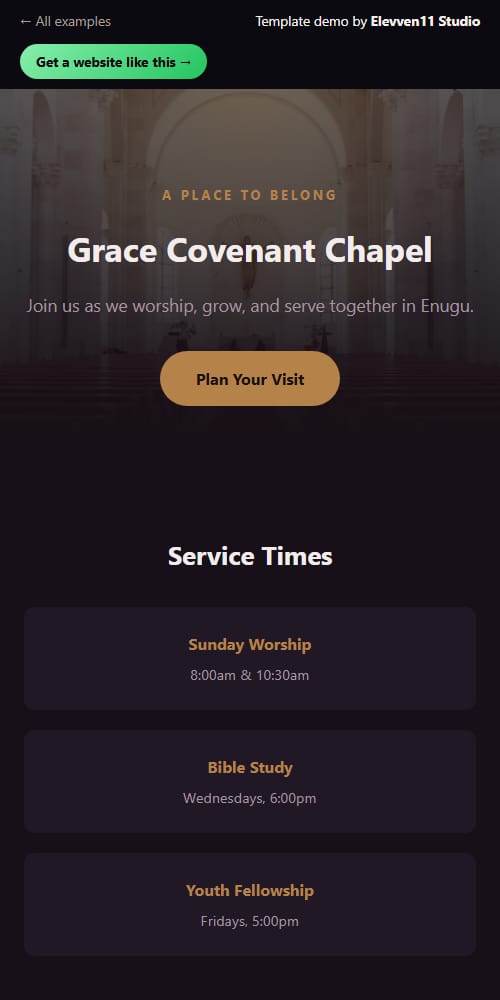 ← All examples
Template demo by Elevven11 Studio
Get a website like this →
A PLACE TO BELONG
Grace Covenant Chapel
Join us as we worship, grow, and serve together in Enugu.
Plan Your Visit
Service Times
Sunday Worship
8:00am & 10:30am
Bible Study
Wednesdays, 6:00pm
Youth Fellowship
Fridays, 5:00pm